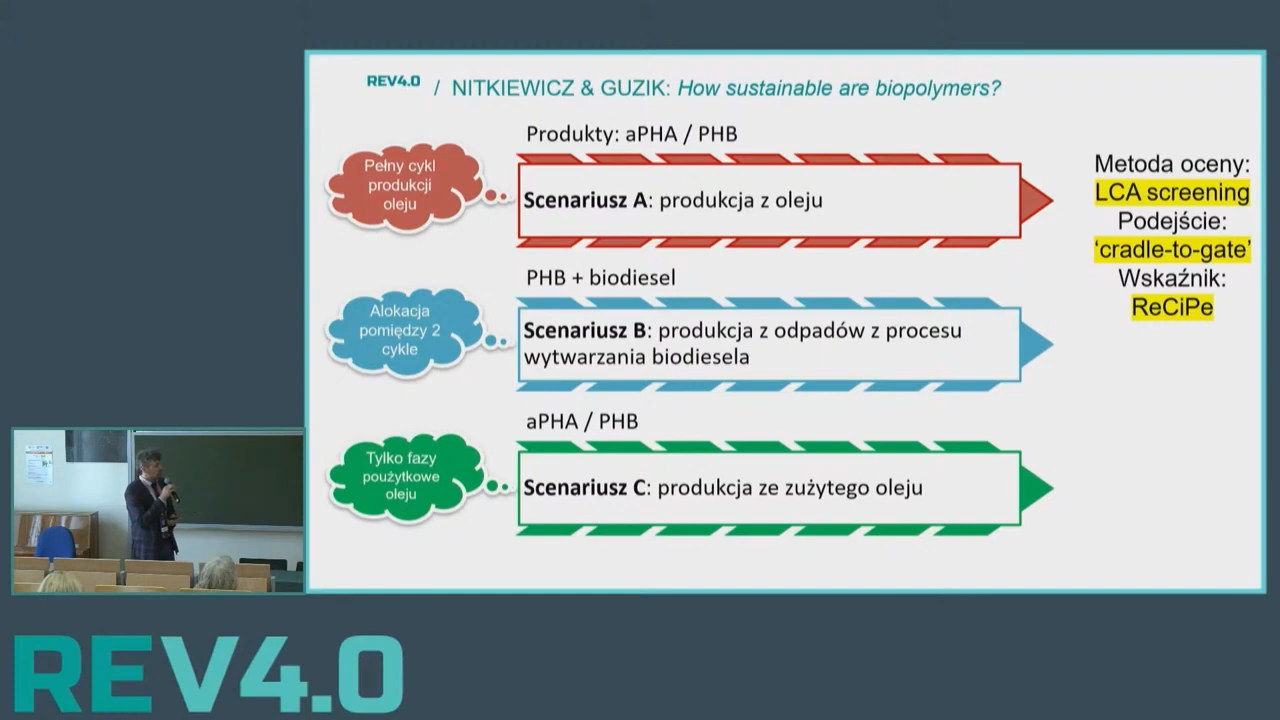 REV4.0 / NITKIEWICZ & GUZIK: How sustainable are biopolymers?
Produkty: aPHA / PHB
Pełny cykl
produkcji
oleju
Scenariusz A: produkcja z oleju
PHB + biodiesel
Alokacja
pomiędzy 2
cykle
Scenariusz B: produkcja z odpadów z procesu
wytwarzania biodiesela
aPHA / PHB
Tylko fazy
poużytkowe
oleju
Scenariusz C: produkcja ze zużytego oleju
Metoda oceny:
LCA screening
Podejście:
‘cradle-to-gate’
Wskaźnik:
ReCiPe
REV4.0